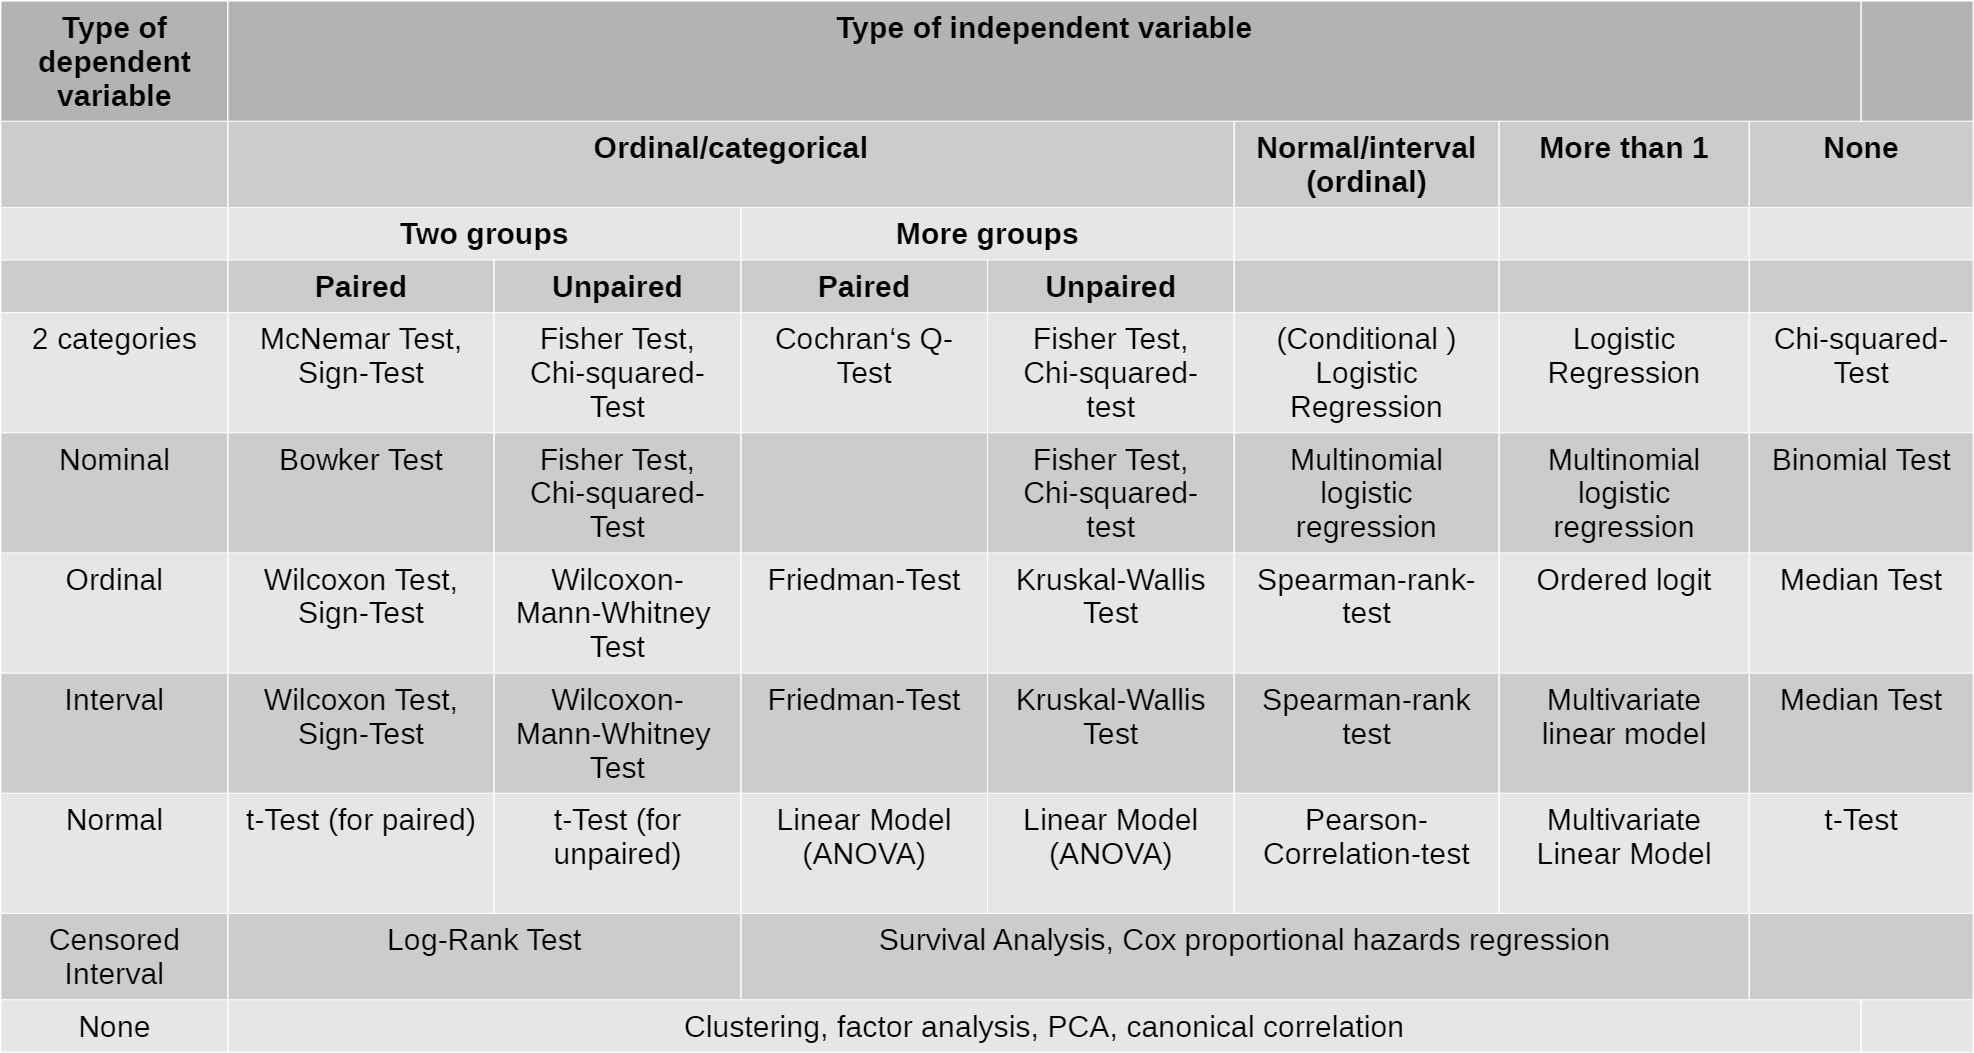 Type of
dependent
variable
Type of independent variable
Ordinal/categorical
Normal/interval
(ordinal)
More than 1
None
Two groups
More groups
Paired
Unpaired
Paired
Unpaired
2 categories
McNemar Test,
Sign-Test
Fisher Test,
Chi-squared-
Test
Cochran‘s Q-
Test
Fisher Test,
Chi-squared-
test
(Conditional )
Logistic
Regression
Logistic
Regression
Chi-squared-
Test
Nominal
Bowker Test
Fisher Test,
Chi-squared-
Test
Fisher Test,
Chi-squared-
test
Multinomial
logistic
regression
Multinomial
logistic
regression
Binomial Test
Ordinal
Wilcoxon Test,
Sign-Test
Wilcoxon-
Mann-Whitney
Test
Friedman-Test
Kruskal-Wallis
Test
Spearman-rank-
test
Ordered logit
Median Test
Interval
Wilcoxon Test,
Sign-Test
Wilcoxon-
Mann-Whitney
Test
Friedman-Test
Kruskal-Wallis
Test
Spearman-rank
test
Multivariate
linear model
Median Test
Normal
t-Test (for paired)
t-Test (for
unpaired)
Linear Model
(ANOVA)
Linear Model
(ANOVA)
Pearson-
Correlation-test
Multivariate
Linear Model
t-Test
Censored
Interval
Log-Rank Test
Survival Analysis, Cox proportional hazards regression
None
Clustering, factor analysis, PCA, canonical correlation